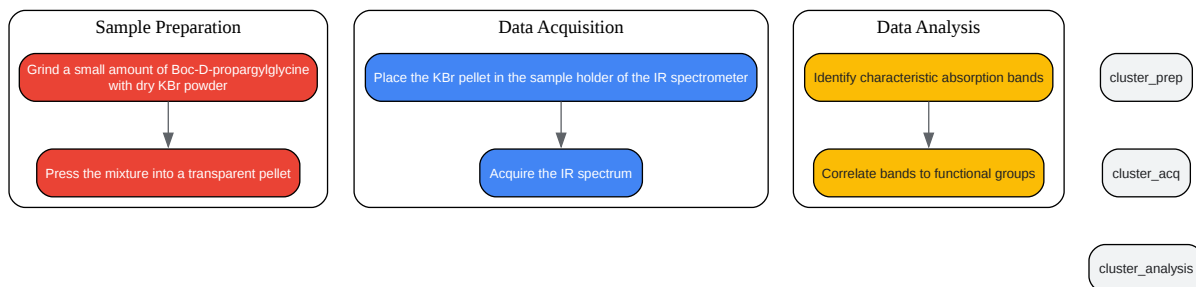 Sample Preparation
Grind a small amount of Boc-D-propargylglycine
with dry KBr powder
Press the mixture into a transparent pellet
Data Acquisition
Place the KBr pellet in the sample holder of the IR spectrometer
Acquire the IR spectrum
Data Analysis
Identify characteristic absorption bands
Correlate bands to functional groups
cluster_prep
cluster_acq
cluster_analysis